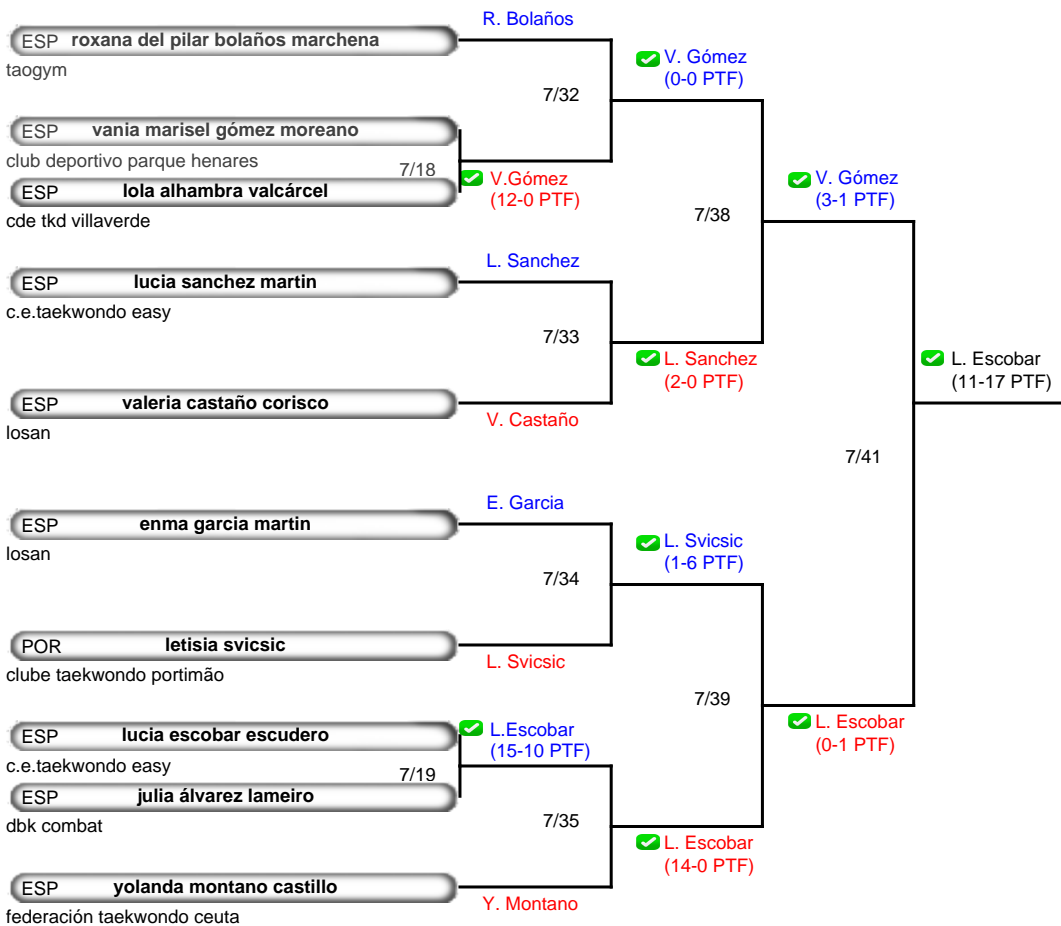 R. Bolaños
ESP roxana del pilar bolaños marchena
taogym
V. Gómez
(0-0 PTF)
7/32
ESP vania marisel gómez moreano
club deportivo parque henares
7/18
ESP lola alhambra valcárcel
cde tkd villaverde
V.Gómez
(12-0 PTF)
V. Gómez
(3-1 PTF)
7/38
L. Sanchez
ESP lucia sanchez martin
c.e.taekwondo easy
7/33
L. Sanchez
(2-0 PTF)
L. Escobar
(11-17 PTF)
ESP valeria castaño corisco
losan
V. Castaño
7/41
E. Garcia
ESP enma garcia martin
losan
L. Svicsic
(1-6 PTF)
7/34
POR letisia svicsic
clube taekwondo portimão
L. Svicsic
7/39
ESP lucia escobar escudero
c.e.taekwondo easy
L.Escobar
(15-10 PTF)
L. Escobar
(0-1 PTF)
7/19
ESP julia álvarez lameiro
dbk combat
7/35
L. Escobar
(14-0 PTF)
ESP yolanda montano castillo
federación taekwondo ceuta
Y. Montano